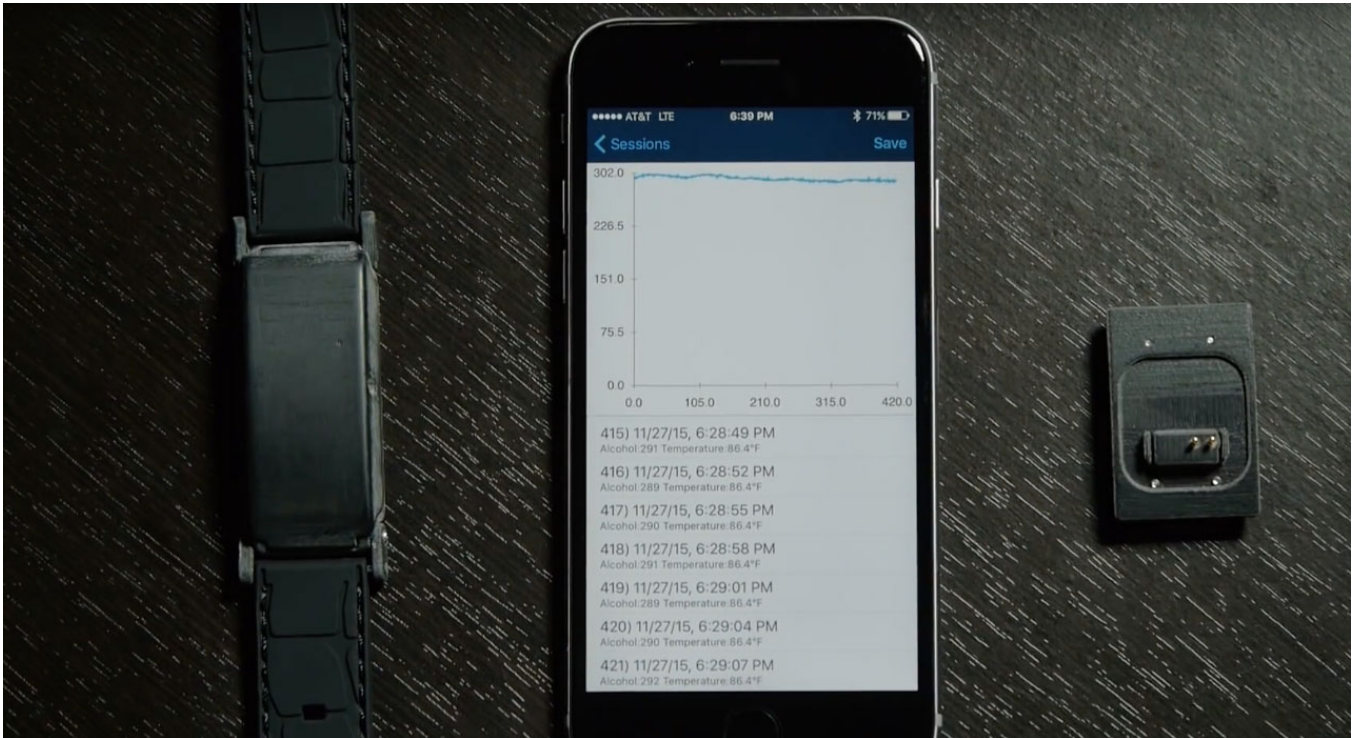 AT&T LTE 6:39 PM 71%
Sessions Save
302.0
226.5
151.0
75.5
0.0
0.0 105.0 210.0 315.0 420.0
415) 11/27/15, 6:28:49 PM
Alcohol:291 Temperature:86.4°F
416) 11/27/15, 6:28:52 PM
Alcohol:289 Temperature:86.4°F
417) 11/27/15, 6:28:55 PM
Alcohol:290 Temperature:86.4°F
418) 11/27/15, 6:28:58 PM
Alcohol:291 Temperature:86.4°F
419) 11/27/15, 6:29:01 PM
Alcohol:289 Temperature:86.4°F
420) 11/27/15, 6:29:04 PM
Alcohol:290 Temperature:86.4°F
421) 11/27/15, 6:29:07 PM
Alcohol:292 Temperature:86.4°F